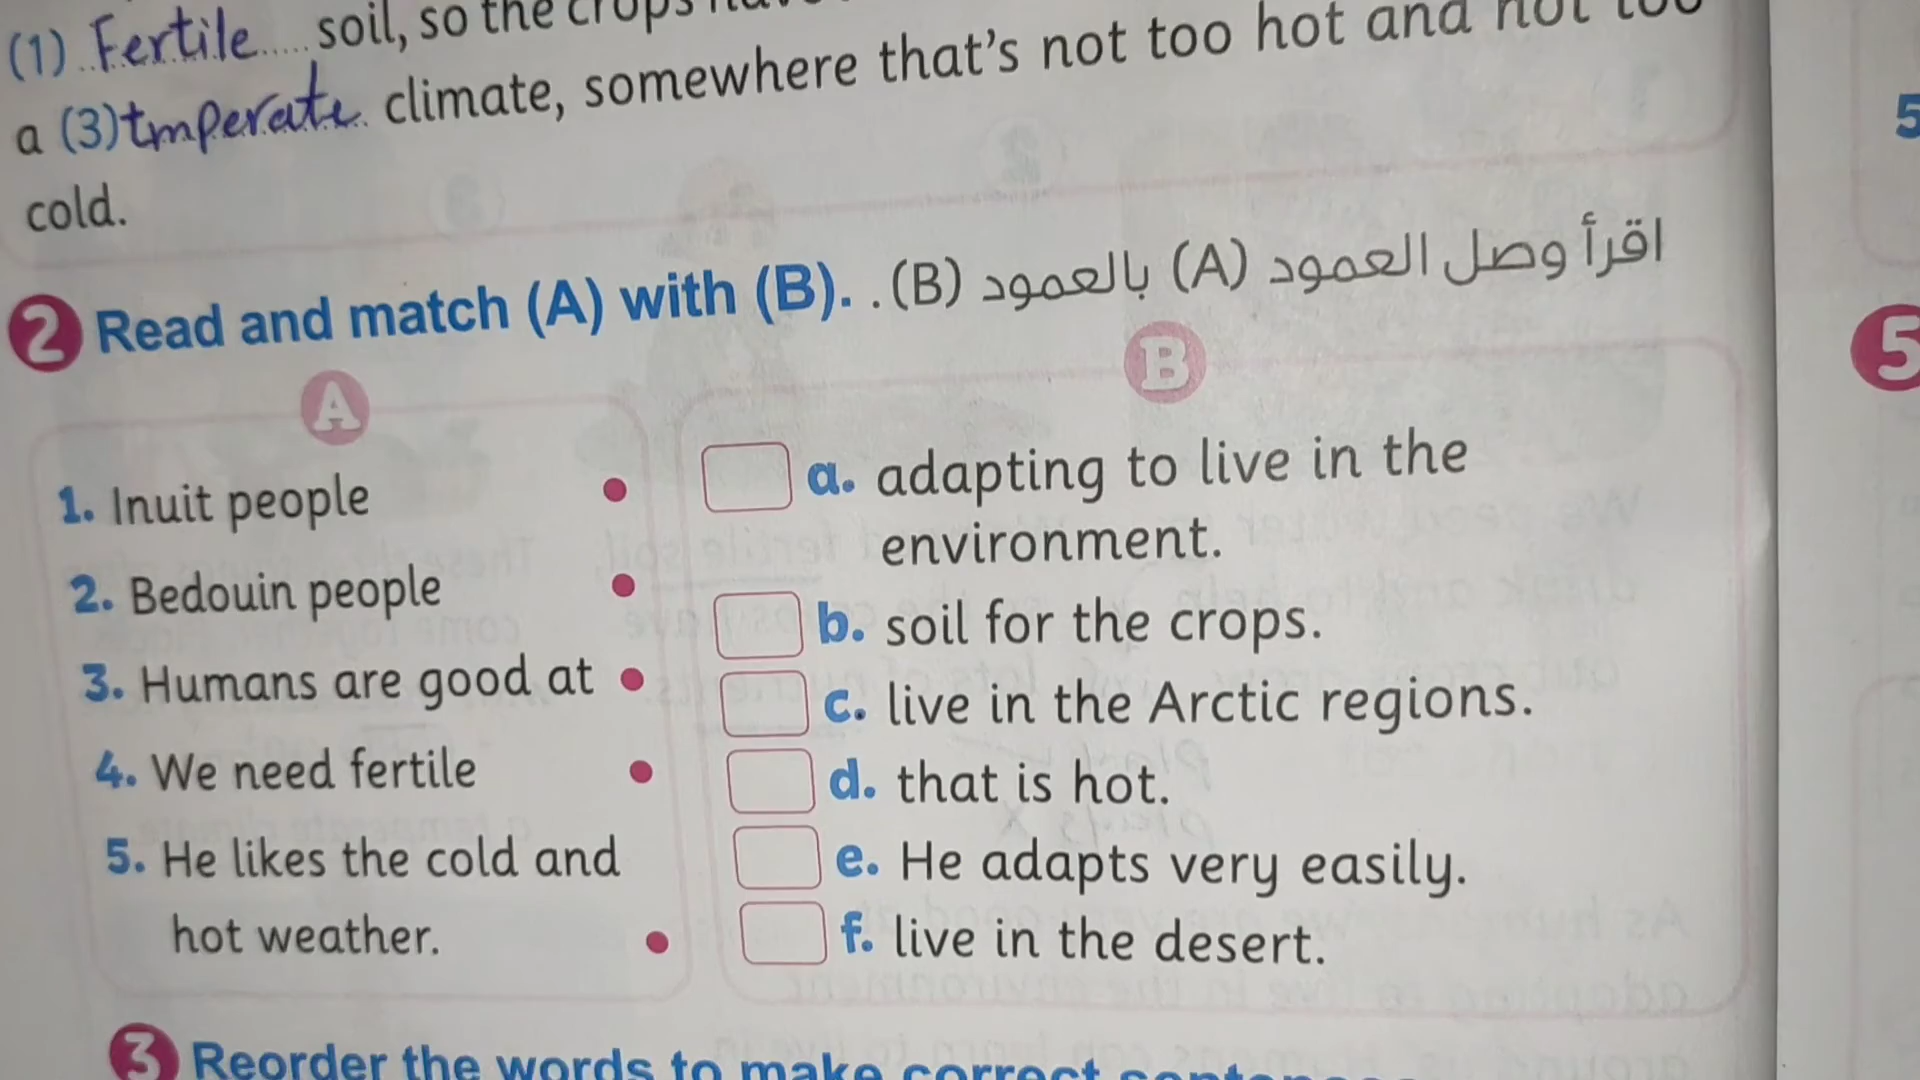 (1) Fertile soil, so the crops
a (3) tmperate climate, somewhere that's not too hot and not too
cold.
2 Read and match (A) with (B). اقرأ وصل العمود (A) بالعمود (B) .
A
B
1. Inuit people
2. Bedouin people
3. Humans are good at
4. We need fertile
5. He likes the cold and
hot weather.
a. adapting to live in the
environment.
b. soil for the crops.
c. live in the Arctic regions.
d. that is hot.
e. He adapts very easily.
f. live in the desert.
3 Reorder the words to make correct
5
5